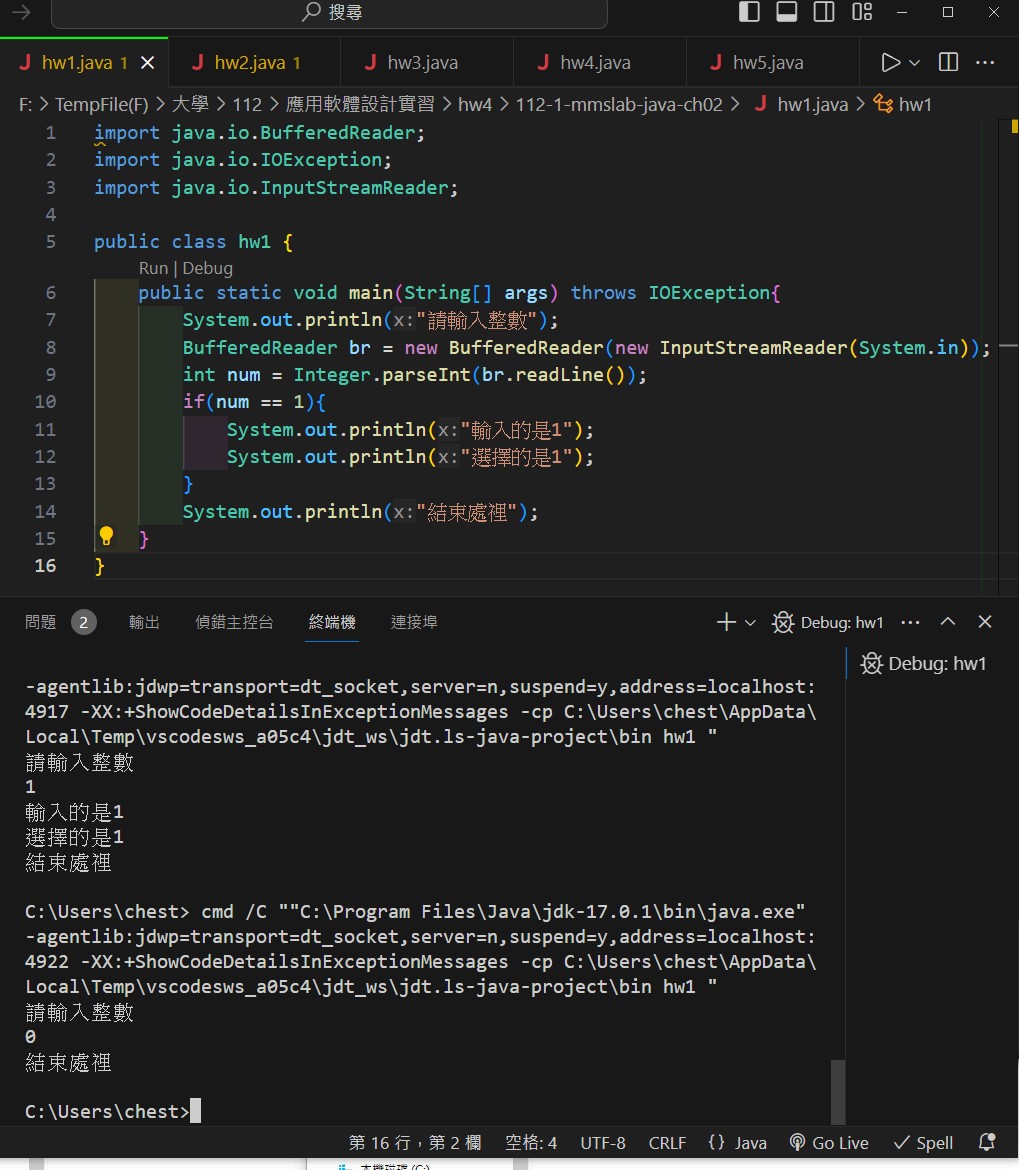 搜尋
hw1.java 1 hw2.java 1 hw3.java hw4.java hw5.java
F: > TempFile(F) > 大學 > 112 > 應用軟體設計實習 > hw4 > 112-1-mmslab-java-ch02 > hw1.java > hw1
1 import java.io.BufferedReader;
2 import java.io.IOException;
3 import java.io.InputStreamReader;
4
5 public class hw1 {
Run | Debug
6 public static void main(String[] args) throws IOException{
7 System.out.println(x:"請輸入整數");
8 BufferedReader br = new BufferedReader(new InputStreamReader(System.in));
9 int num = Integer.parseInt(br.readLine());
10 if(num == 1){
11 System.out.println(x:"輸入的是1");
12 System.out.println(x:"選擇的是1");
13 }
14 System.out.println(x:"結束處裡");
15 }
16 }
問題 2 輸出 偵錯主控台 終端機 連接埠 Debug: hw1
Debug: hw1
-agentlib:jdwp=transport=dt_socket,server=n,suspend=y,address=localhost:
4917 -XX:+ShowCodeDetailsInExceptionMessages -cp C:\Users\chest\AppData\
Local\Temp\vscodesws_a05c4\jdt_ws\jdt.ls-java-project\bin hw1 "
請輸入整數
1
輸入的是1
選擇的是1
結束處裡
C:\Users\chest> cmd /C ""C:\Program Files\Java\jdk-17.0.1\bin\java.exe"
-agentlib:jdwp=transport=dt_socket,server=n,suspend=y,address=localhost:
4922 -XX:+ShowCodeDetailsInExceptionMessages -cp C:\Users\chest\AppData\
Local\Temp\vscodesws_a05c4\jdt_ws\jdt.ls-java-project\bin hw1 "
請輸入整數
0
結束處裡
C:\Users\chest>
第 16 行，第 2 欄 空格: 4 UTF-8 CRLF {} Java Go Live Spell